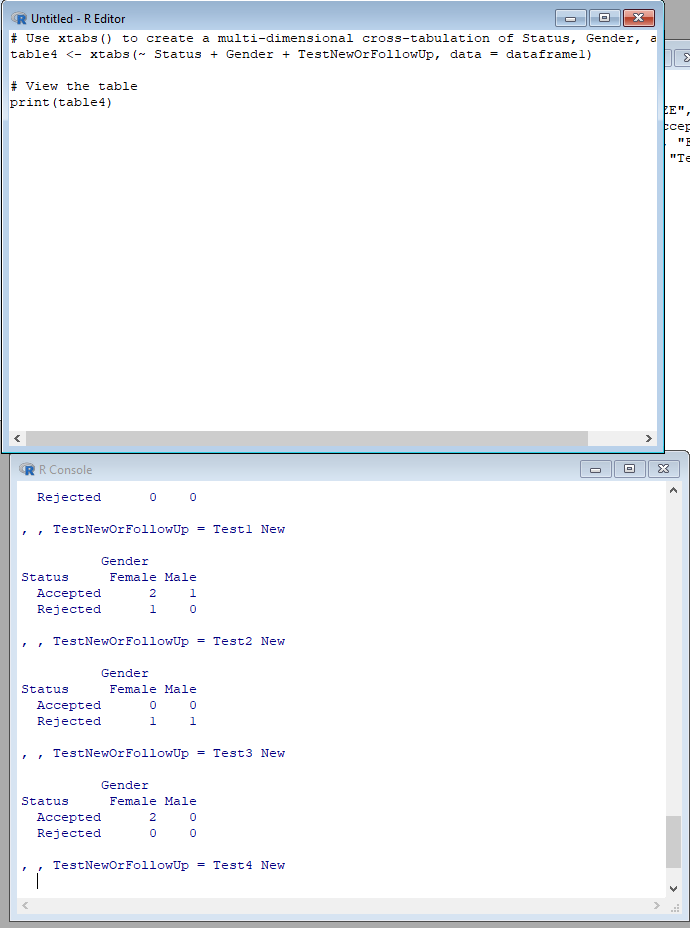 Untitled - R Editor
# Use xtabs() to create a multi-dimensional cross-tabulation of Status, Gender, a
table4 <- xtabs(~ Status + Gender + TestNewOrFollowUp, data = dataframe1)
# View the table
print(table4)
ZE",
ccep
, "E
"Te
R Console
Rejected 0 0
, , TestNewOrFollowUp = Test1 New
Gender
Status Female Male
Accepted 2 1
Rejected 1 0
, , TestNewOrFollowUp = Test2 New
Gender
Status Female Male
Accepted 0 0
Rejected 1 1
, , TestNewOrFollowUp = Test3 New
Gender
Status Female Male
Accepted 2 0
Rejected 0 0
, , TestNewOrFollowUp = Test4 New